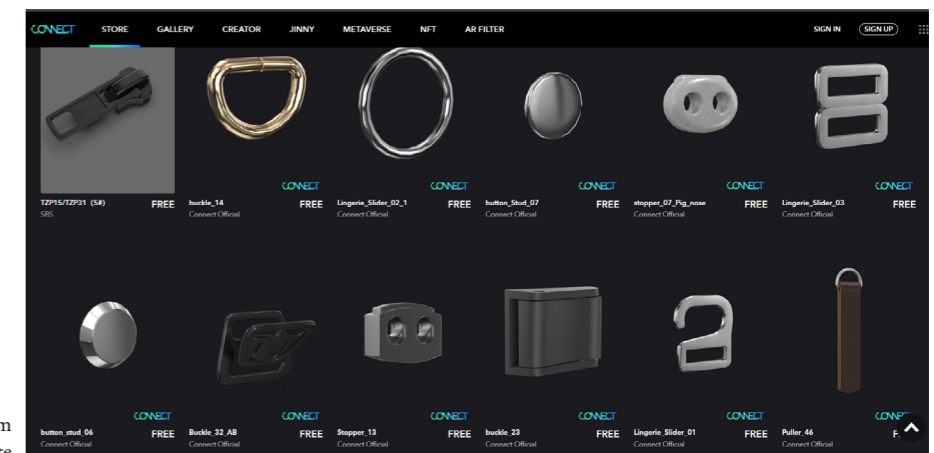 CONNECT STORE GALLERY CREATOR JINNY METAVERSE NFT AR FILTER SIGN IN SIGN UP
CONNECT CONNECT CONNECT CONNECT CONNECT
TZP15/TZP31 (5#) FREE buckle_14 FREE Lingerie_Slider_02_1 FREE button_Stud_07 FREE stopper_07_Pig_nose FREE Lingerie_Slider_03 FREE
SBS Connect Official Connect Official Connect Official Connect Official Connect Official
CONNECT CONNECT CONNECT CONNECT CONNECT CONNECT
button_stud_06 FREE Buckle_32_AB FREE Stopper_13 FREE buckle_23 FREE Lingerie_Slider_01 FREE Puller_46
Connect Official Connect Official Connect Official Connect Official Connect Official Connect Official